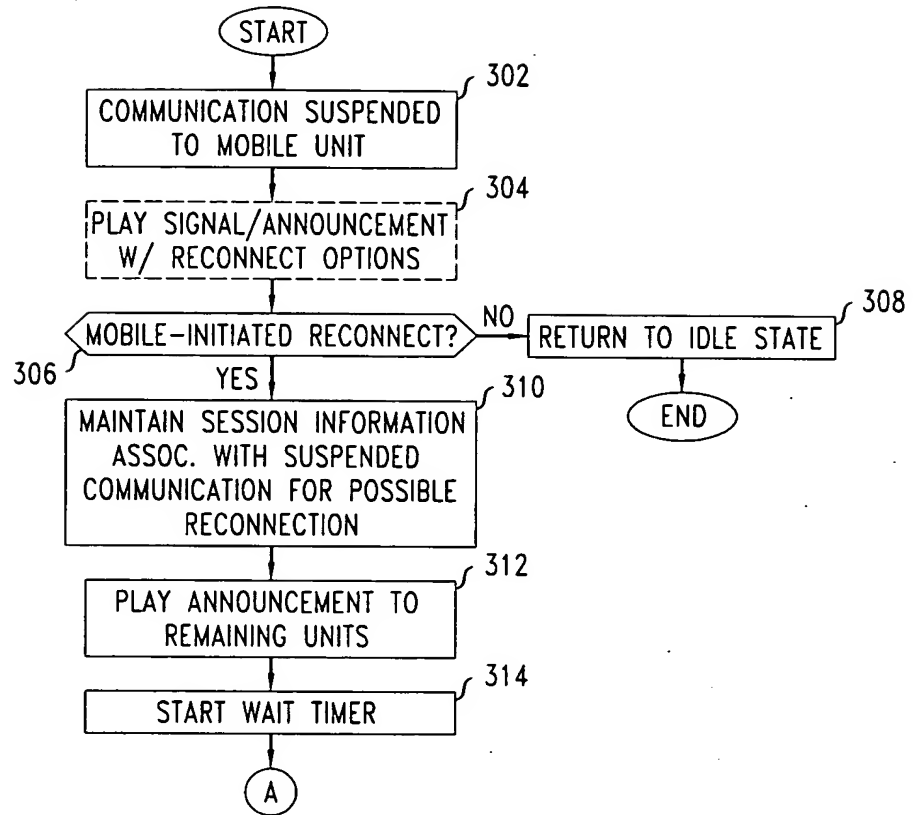 START
302
COMMUNICATION SUSPENDED
TO MOBILE UNIT
304
PLAY SIGNAL/ANNOUNCEMENT
W/ RECONNECT OPTIONS
MOBILE-INITIATED RECONNECT?
NO
308
RETURN TO IDLE STATE
306
YES
END
310
MAINTAIN SESSION INFORMATION
ASSOC. WITH SUSPENDED
COMMUNICATION FOR POSSIBLE
RECONNECTION
312
PLAY ANNOUNCEMENT TO
REMAINING UNITS
314
START WAIT TIMER
A